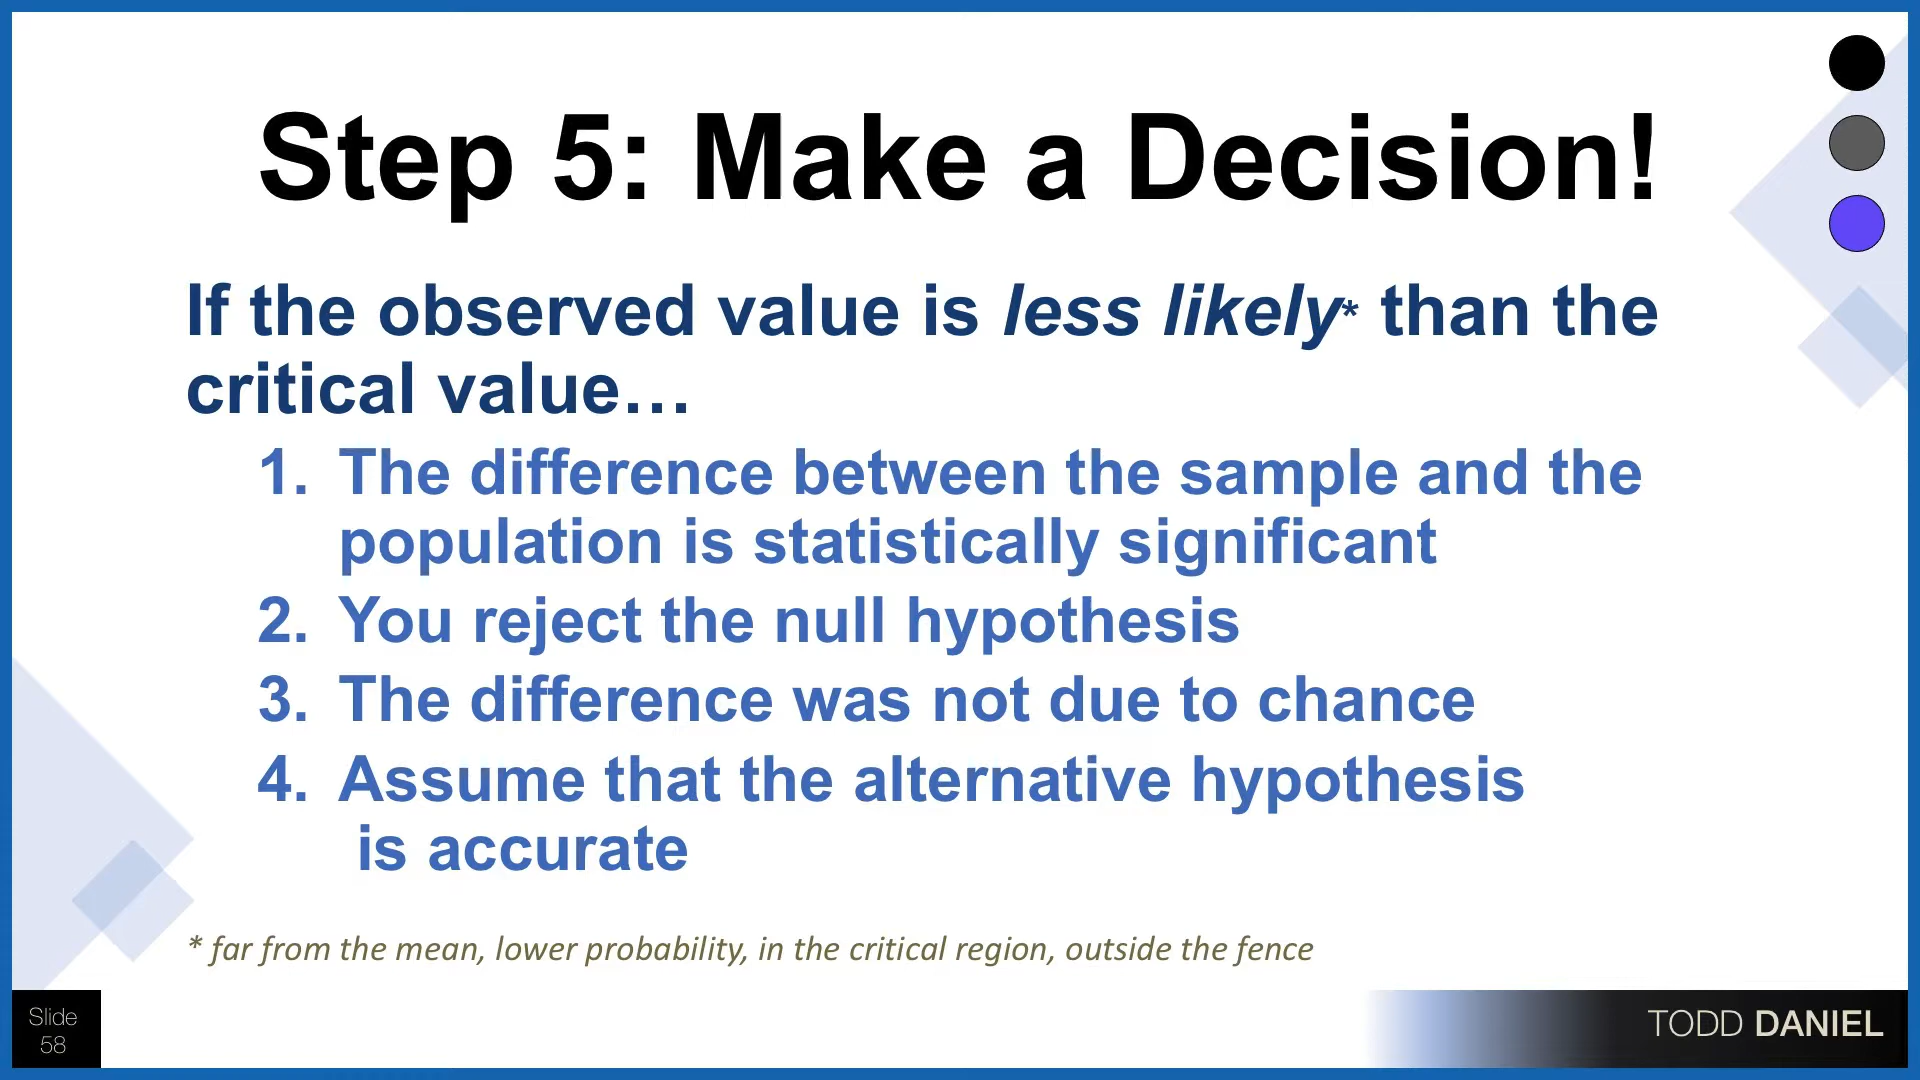 Step 5: Make a Decision!
If the observed value is less likely* than the
critical value…
1. The difference between the sample and the
population is statistically significant
2. You reject the null hypothesis
3. The difference was not due to chance
4. Assume that the alternative hypothesis
is accurate
* far from the mean, lower probability, in the critical region, outside the fence
Slide
58
TODD DANIEL